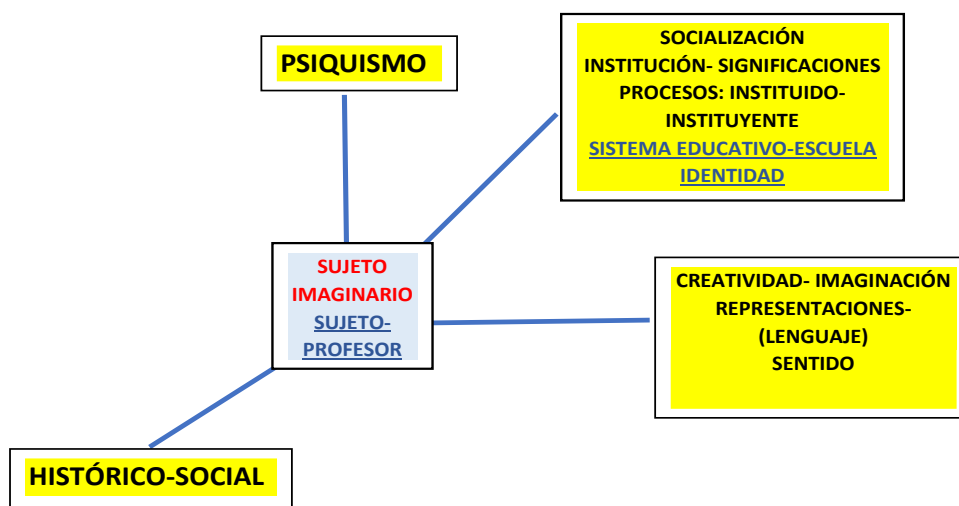 PSIQUISMO
SOCIALIZACIÓN
INSTITUCIÓN- SIGNIFICACIONES
PROCESOS: INSTITUIDO-
INSTITUYENTE
SISTEMA EDUCATIVO-ESCUELA
IDENTIDAD
SUJETO
IMAGINARIO
SUJETO-
PROFESOR
CREATIVIDAD- IMAGINACIÓN
REPRESENTACIONES-
(LENGUAJE)
SENTIDO
HISTÓRICO-SOCIAL